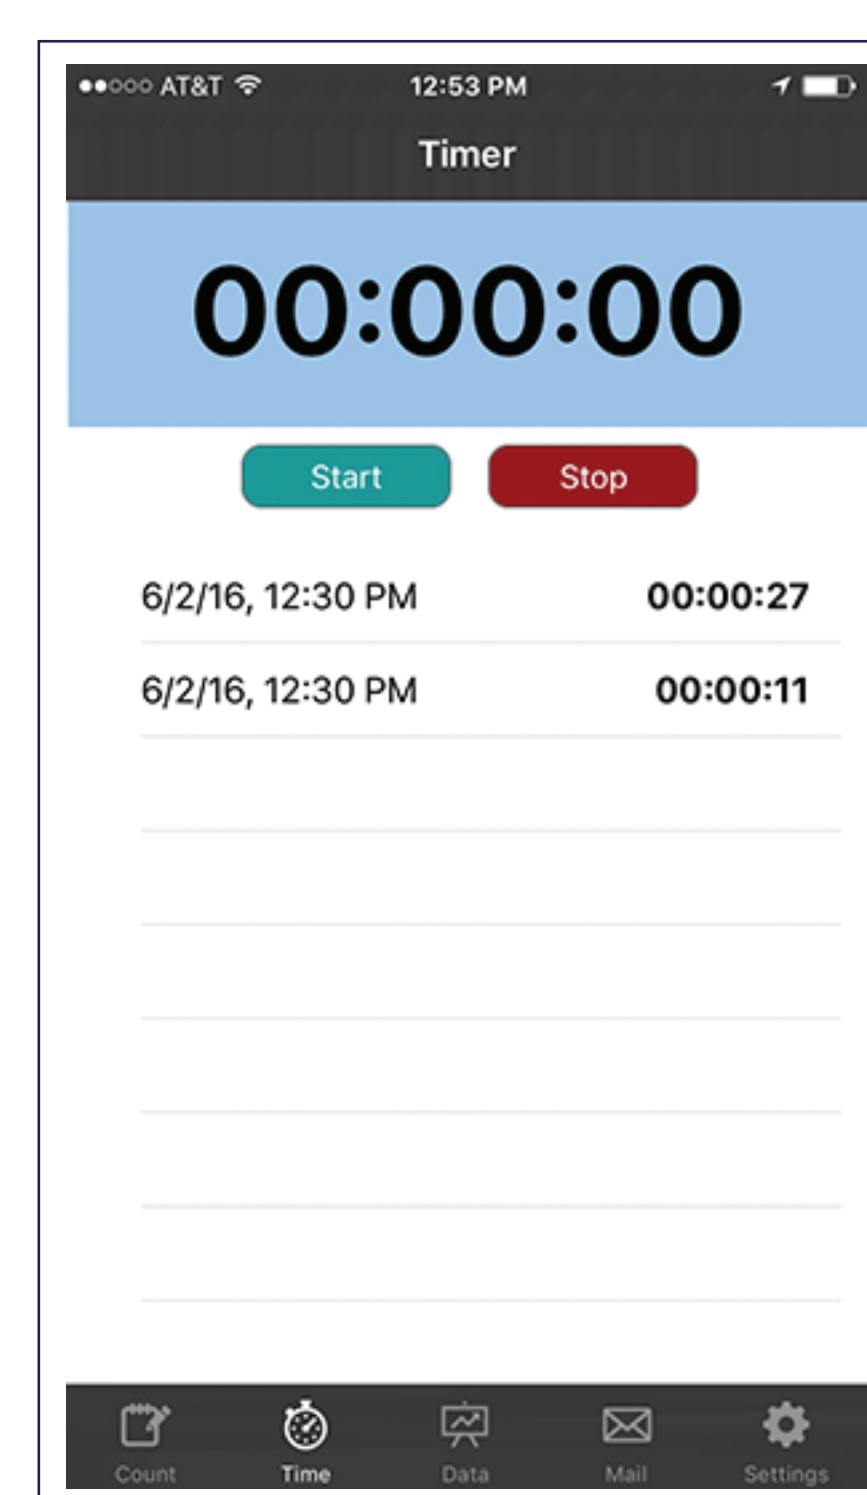 AT&T 12:53 PM
Timer
00:00:00
Start Stop
6/2/16, 12:30 PM 00:00:27
6/2/16, 12:30 PM 00:00:11
Count Time Data Mail Settings